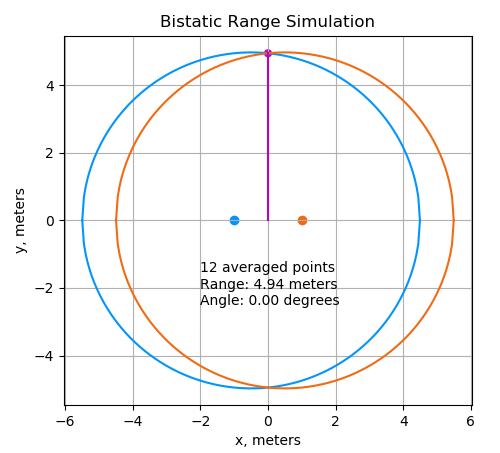 Bistatic Range Simulation
y, meters
4
2
0
−2
−4
12 averaged points
Range: 4.94 meters
Angle: 0.00 degrees
−6 −4 −2 0 2 4 6
x, meters